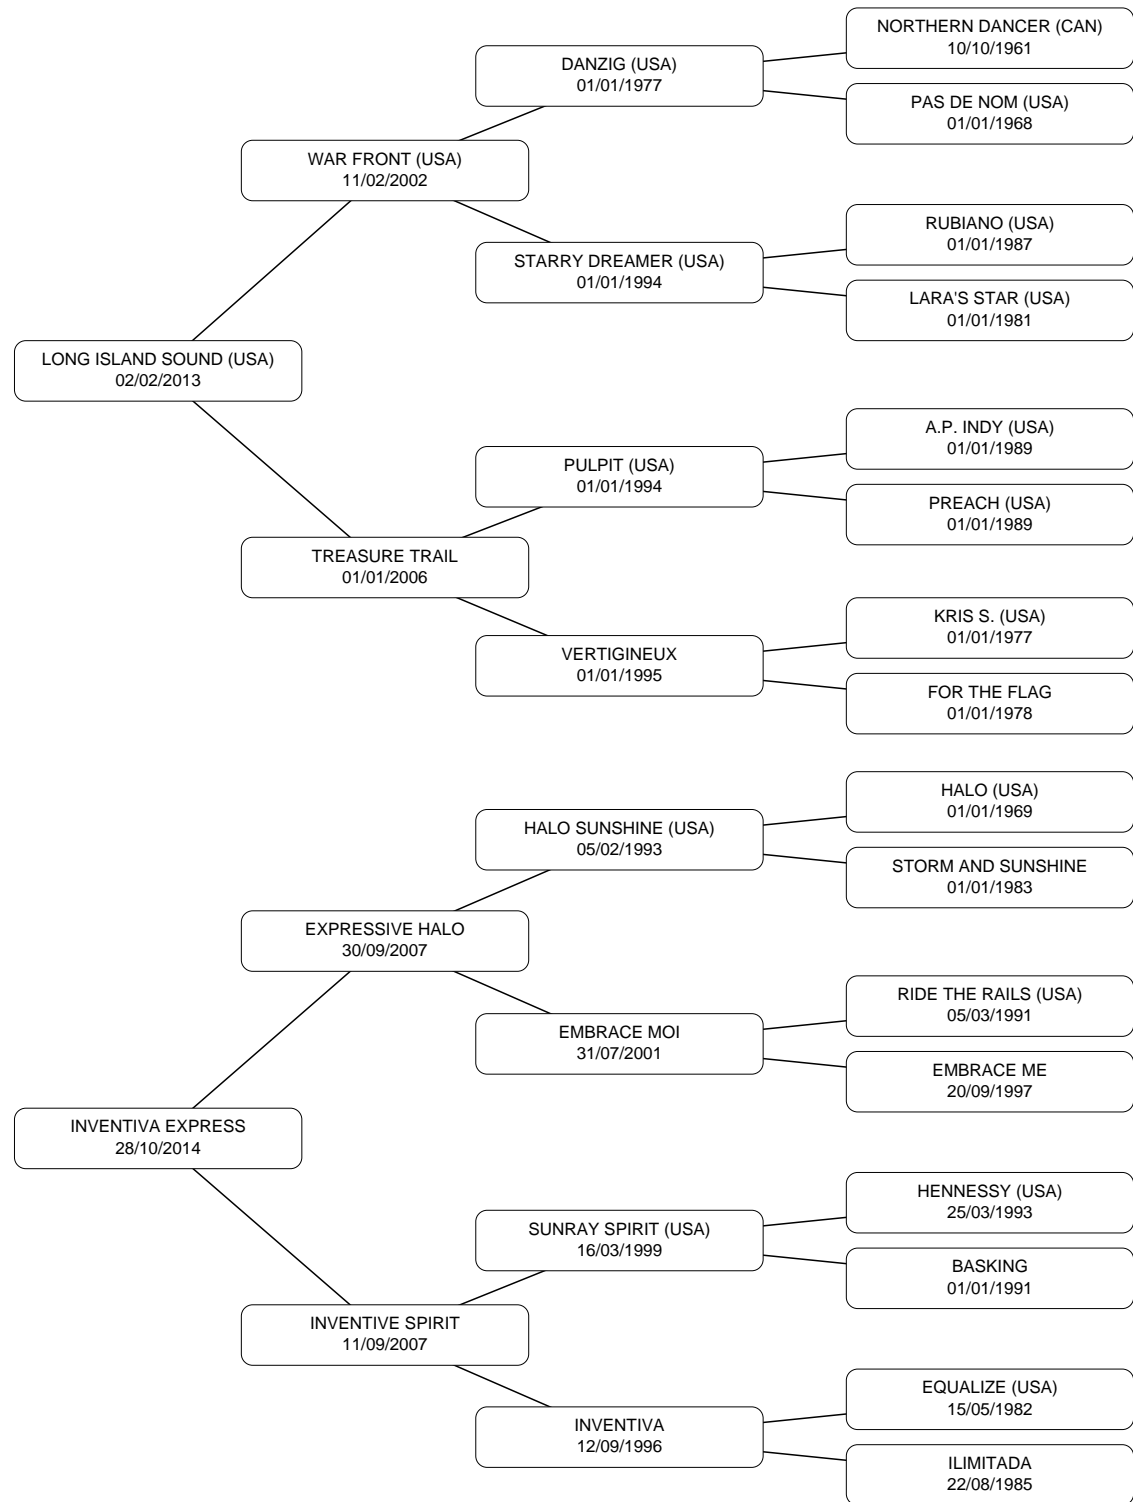 NORTHERN DANCER (CAN)
10/10/1961
DANZIG (USA)
01/01/1977
PAS DE NOM (USA)
01/01/1968
WAR FRONT (USA)
11/02/2002
RUBIANO (USA)
01/01/1987
STARRY DREAMER (USA)
01/01/1994
LARA'S STAR (USA)
01/01/1981
LONG ISLAND SOUND (USA)
02/02/2013
A.P. INDY (USA)
01/01/1989
PULPIT (USA)
01/01/1994
PREACH (USA)
01/01/1989
TREASURE TRAIL
01/01/2006
KRIS S. (USA)
01/01/1977
VERTIGINEUX
01/01/1995
FOR THE FLAG
01/01/1978
HALO (USA)
01/01/1969
HALO SUNSHINE (USA)
05/02/1993
STORM AND SUNSHINE
01/01/1983
EXPRESSIVE HALO
30/09/2007
RIDE THE RAILS (USA)
05/03/1991
EMBRACE MOI
31/07/2001
EMBRACE ME
20/09/1997
INVENTIVA EXPRESS
28/10/2014
HENNESSY (USA)
25/03/1993
SUNRAY SPIRIT (USA)
16/03/1999
BASKING
01/01/1991
INVENTIVE SPIRIT
11/09/2007
EQUALIZE (USA)
15/05/1982
INVENTIVA
12/09/1996
ILIMITADA
22/08/1985